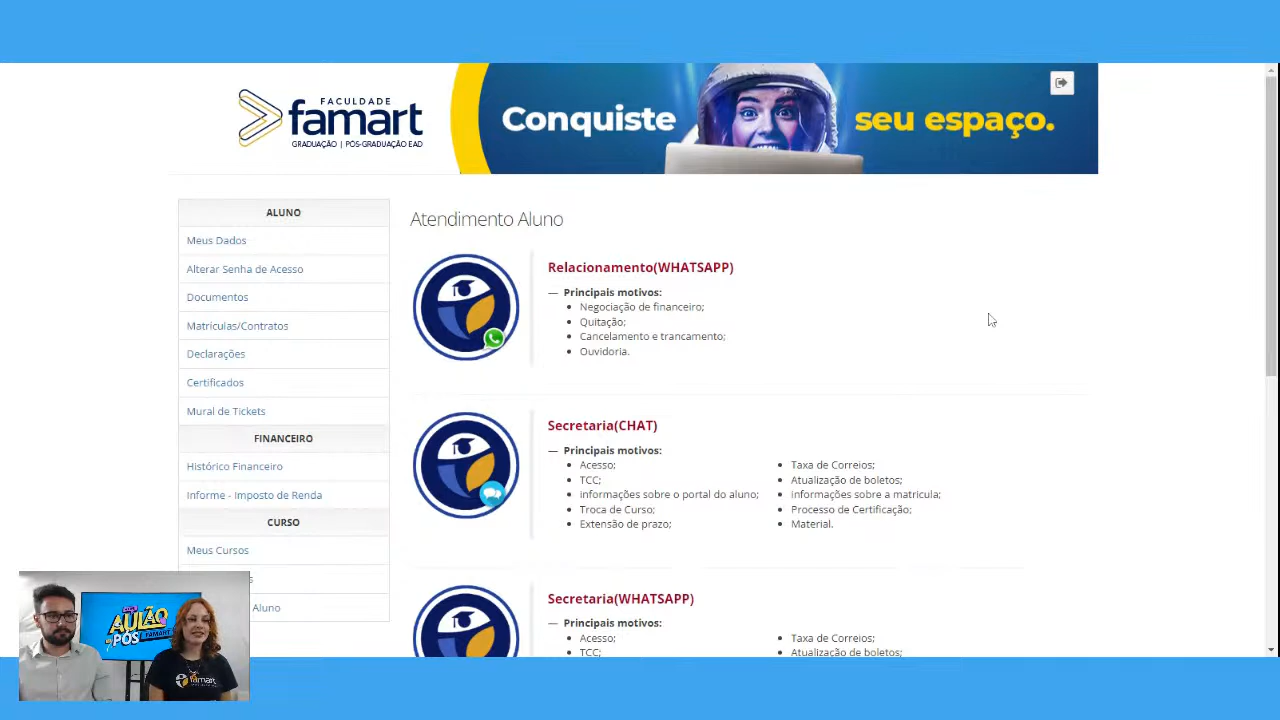 FACULDADE
famart
GRADUAÇÃO | PÓS-GRADUAÇÃO EAD
Conquiste seu espaço.
ALUNO
Meus Dados
Alterar Senha de Acesso
Documentos
Matrículas/Contratos
Declarações
Certificados
Mural de Tickets
FINANCEIRO
Histórico Financeiro
Informe - Imposto de Renda
CURSO
Meus Cursos
Aluno
Atendimento Aluno
Relacionamento(WHATSAPP)
— Principais motivos:
Negociação de financeiro;
Quitação;
Cancelamento e trancamento;
Ouvidoria.
Secretaria(CHAT)
— Principais motivos:
Acesso;
TCC;
informações sobre o portal do aluno;
Troca de Curso;
Extensão de prazo;
Taxa de Correios;
Atualização de boletos;
informações sobre a matricula;
Processo de Certificação;
Material.
Secretaria(WHATSAPP)
— Principais motivos:
Acesso;
TCC;
Taxa de Correios;
Atualização de boletos;
AULÃO
PÓS
FAMART
famart